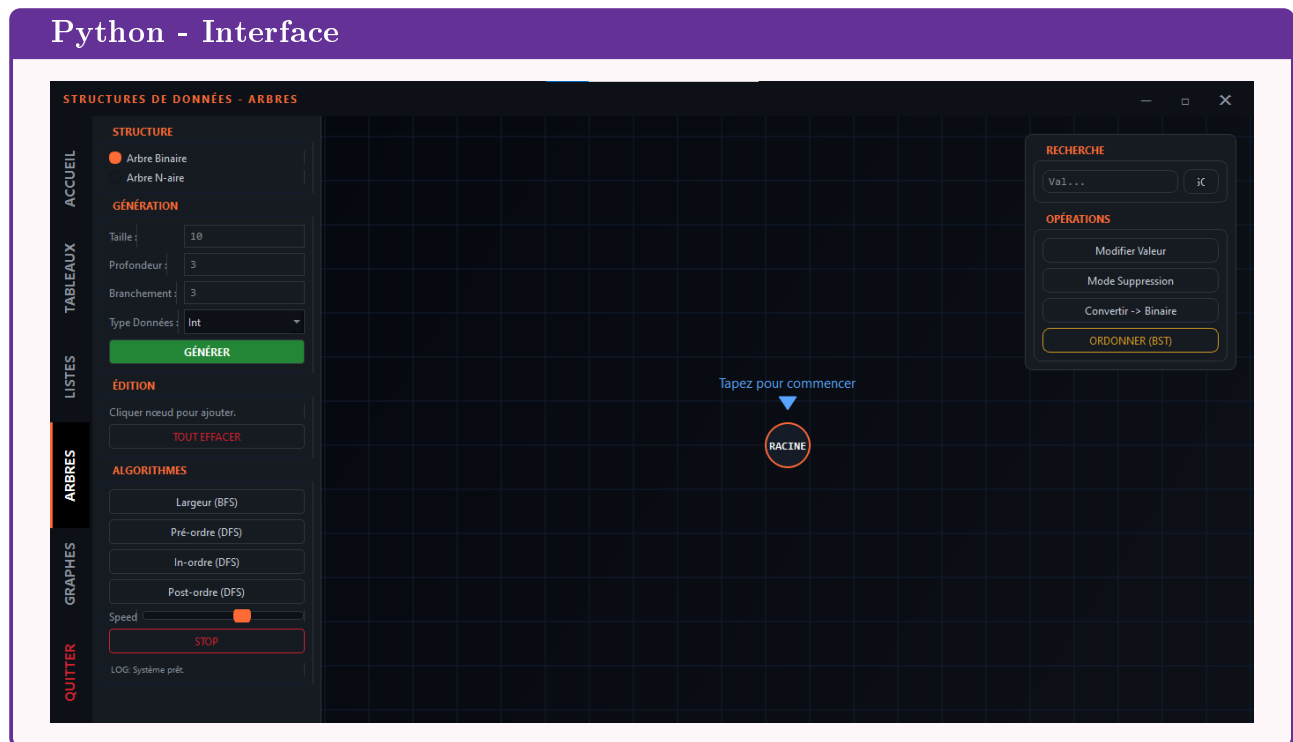 Python - Interface
STRUCTURES DE DONNÉES - ARBRES
ACCUEIL
TABLEAUX
LISTES
ARBRES
GRAPHES
QUITTER
STRUCTURE
Arbre Binaire
Arbre N-aire
GÉNÉRATION
Taille : 10
Profondeur : 3
Branchement : 3
Type Données : Int
GÉNÉRER
ÉDITION
Cliquer nœud pour ajouter.
TOUT EFFACER
ALGORITHMES
Largeur (BFS)
Pré-ordre (DFS)
In-ordre (DFS)
Post-ordre (DFS)
Speed
STOP
LOG: Système prêt.
Tapez pour commencer
RACINE
RECHERCHE
Val...
OPÉRATIONS
Modifier Valeur
Mode Suppression
Convertir -> Binaire
ORDONNER (BST)